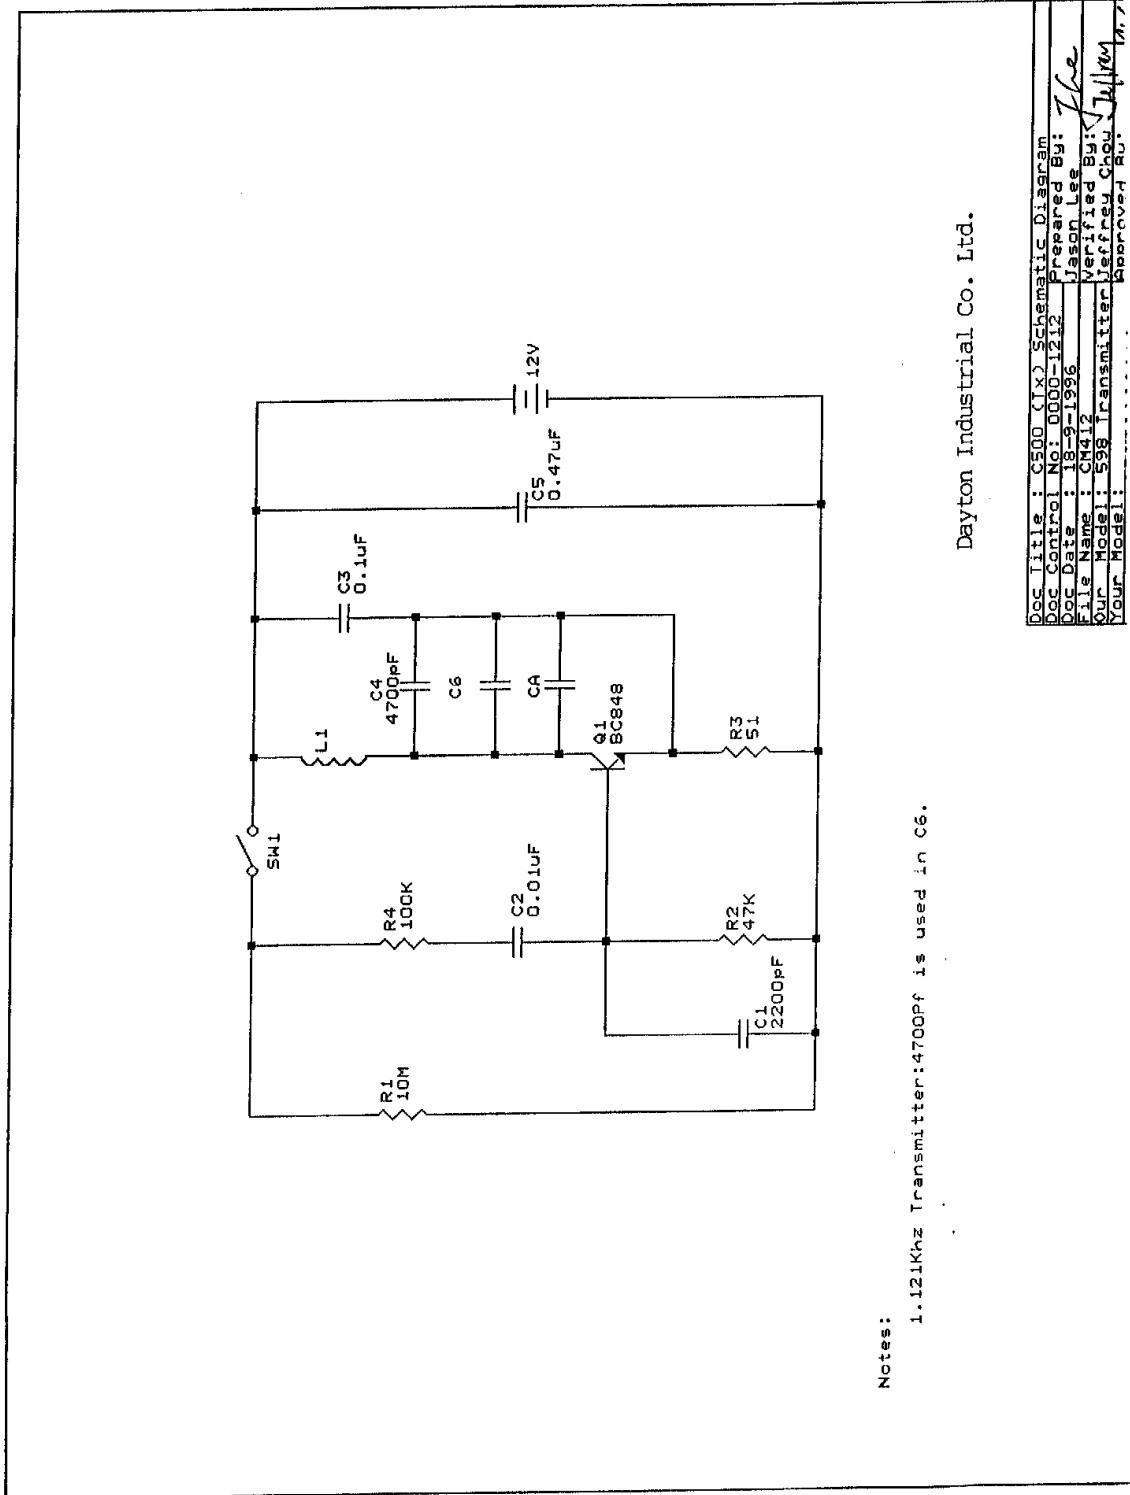 SW1
R1
10M
R4
100K
C2
0.01uF
C1
2200pF
R2
47K
L1
C4
4700pF
C6
CA
Q1
BC848
R3
51
C3
0.1uF
C5
0.47uF
12V
Notes:
1.121Khz Transmitter:4700Pf is used in C6.
Dayton Industrial Co. Ltd.
Doc Title : C500 (Tx) Schematic Diagram
Doc Control No: 0000-1212
Prepared By:
Doc Date : 18-9-1996
Jason Lee
File Name : CM412
Verified By:
Our Model: 598 Transmitter
Jeffrey Chow
Your Model:
Approved By: